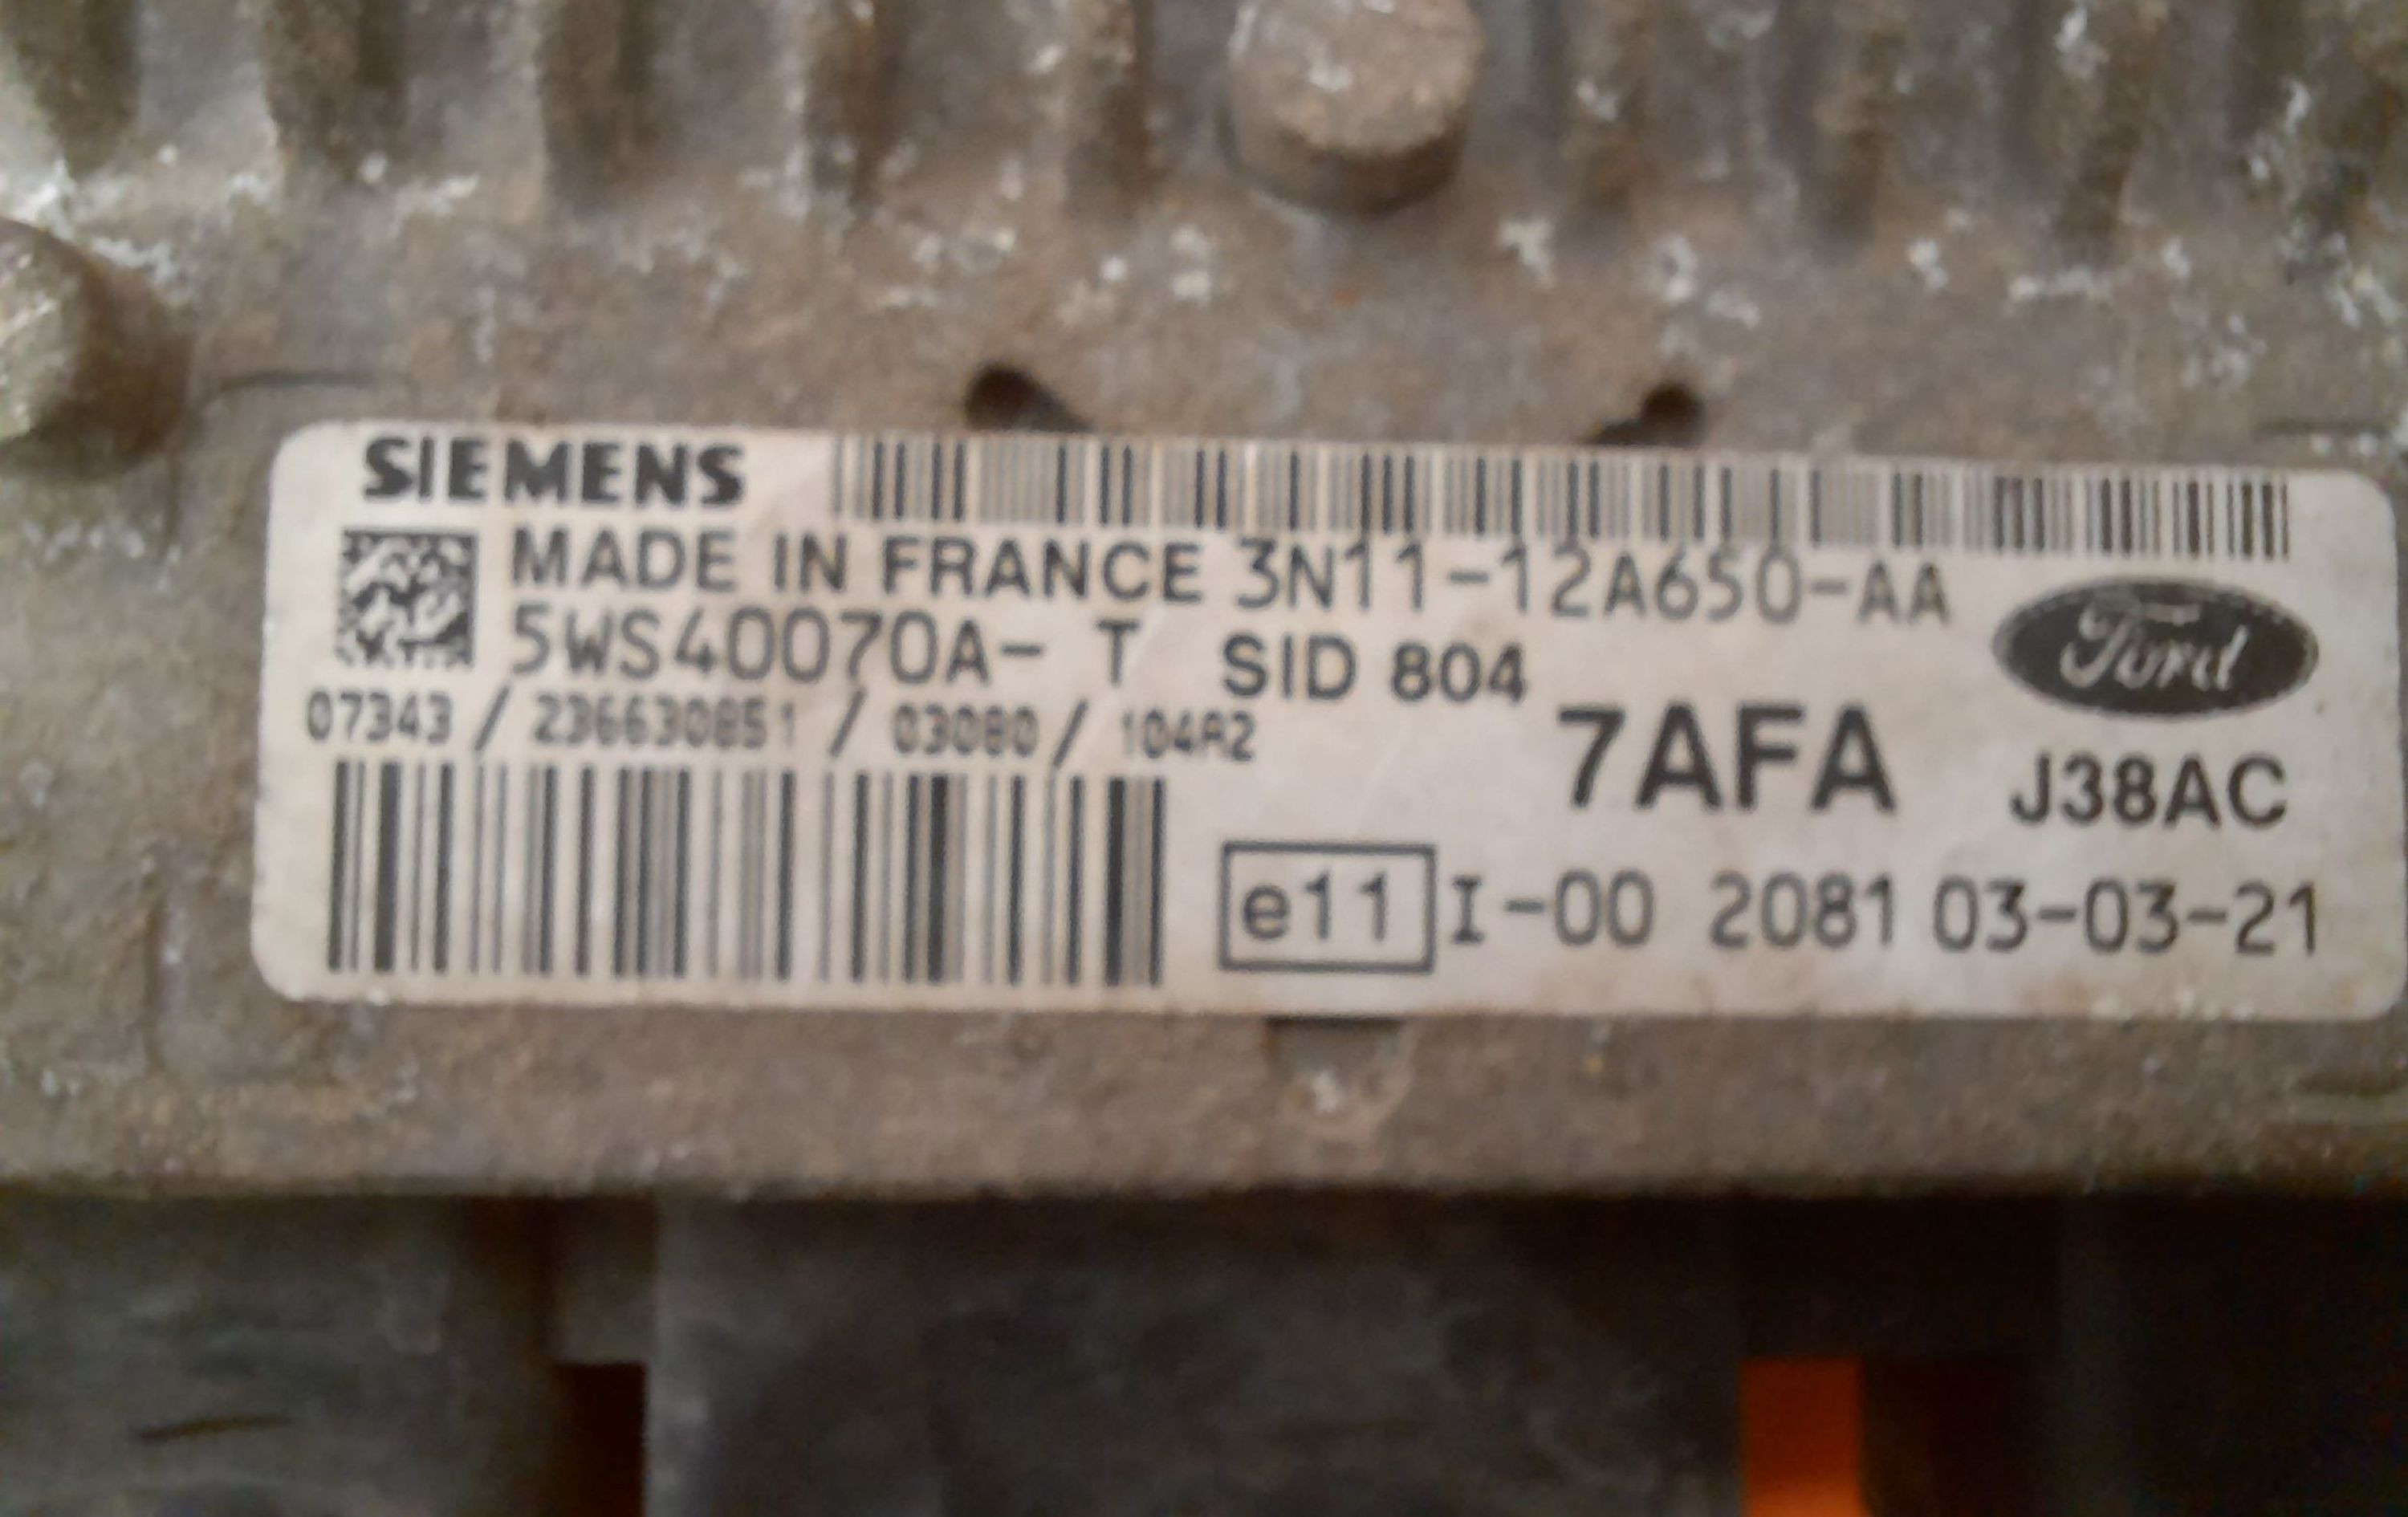 SIEMENS
MADE IN FRANCE 3N11-12A650-AA
Ford
5WS40070A- T SID 804
07343 / 236630851 / 03080 / 104A2
7AFA
J38AC
e11 I-00 2081 03-03-21